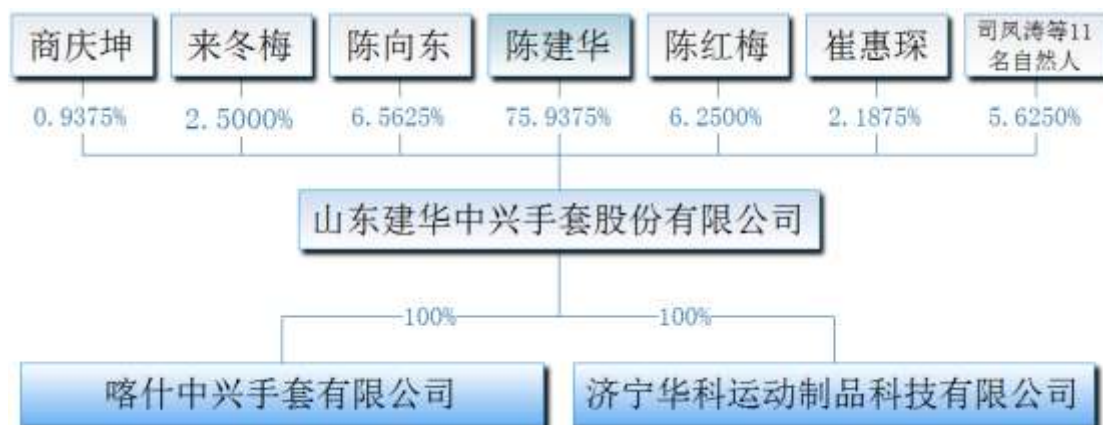 商庆坤 来冬梅 陈向东 陈建华 陈红梅 崔惠琛 司凤涛等11
名自然人
0.9375% 2.5000% 6.5625% 75.9375% 6.2500% 2.1875% 5.6250%
山东建华中兴手套股份有限公司
100% 100%
喀什中兴手套有限公司 济宁华科运动制品科技有限公司